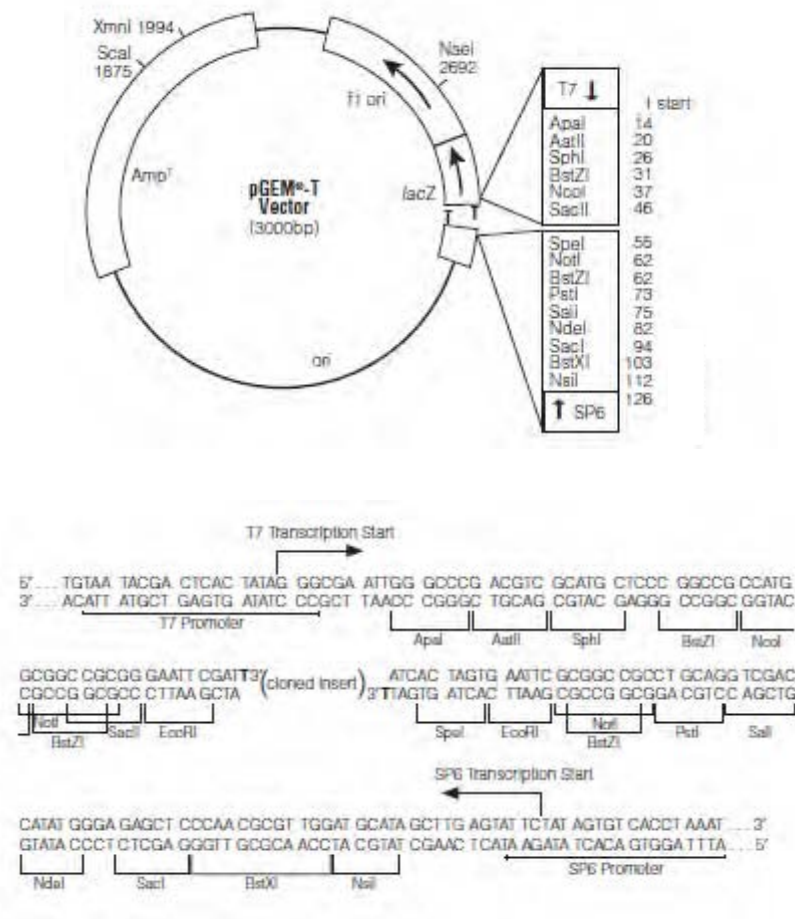 XmnI 1994
ScaI 1875
NaeI 2692
f1 ori
Ampr
pGEM®-T Vector (3000bp)
lacZ
T T
ori
T7 ↓
1 start
ApaI 14
AatII 20
SphI 26
BstZI 31
NcoI 37
SacII 46
SpeI 55
NotI 62
BstZI 62
PstI 73
SalI 75
NdeI 82
SacI 94
BstXI 103
NsiI 112
↑ SP6 126
T7 Transcription Start
5′ . . . TGTAA TACGA CTCAC TATAG GGCGA ATTGG GCCCG ACGTC GCATG CTCCC GGCCG CCATG
3′ . . . ACATT ATGCT GAGTG ATATC CCGCT TAACC CGGGC TGCAG CGTAC GAGGG CCGGC GGTAC
T7 Promoter
ApaI AatII SphI BstZI NcoI
GCGGC CGCGG GAATT CGATT3′ (cloned insert) ATCAC TAGTG AATTC GCGGC CGCCT GCAGG TCGAC
CGCCG GCGCC CTTAA GCTA 3′TTAGTG ATCAC TTAAG CGCCG GCGGA CGTCC AGCTG
NotI BstZI SacII EcoRI SpeI EcoRI NotI BstZI PstI SalI
SP6 Transcription Start
CATAT GGGA GAGCT CCCAA CGCGT TGGAT GCATA GCTTG AGTAT TCTAT AGTGT CACCT AAAT . . . 3′
GTATA CCCT CTCGAG GGTT GCGCAA ACCTA CGTAT CGAAC TCATA AGATA TCACA GTGGA TTTA . . . 5′
NdeI SacI BstXI NsiI SP6 Promoter